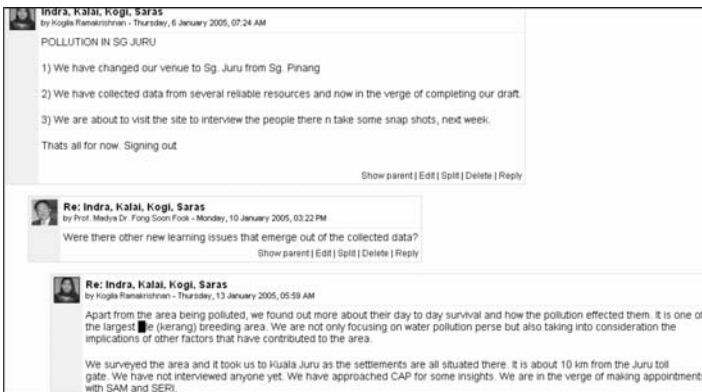 Indra, Kalai, Kogi, Saras
by Kogila Ramakrishnan - Thursday, 6 January 2005, 07:24 AM
POLLUTION IN SG JURU
1) We have changed our venue to Sg. Juru from Sg. Pinang
2) We have collected data from several reliable resources and now in the verge of completing our draft.
3) We are about to visit the site to interview the people there n take some snap shots, next week.
Thats all for now. Signing out
Show parent | Edit | Split | Delete | Reply
Re: Indra, Kalai, Kogi, Saras
by Prof. Madya Dr. Fong Soon Fook - Monday, 10 January 2005, 03:22 PM
Were there other new learning issues that emerge out of the collected data?
Show parent | Edit | Split | Delete | Reply
Re: Indra, Kalai, Kogi, Saras
by Kogila Ramakrishnan - Thursday, 13 January 2005, 05:59 AM
Apart from the area being polluted, we found out more about their day to day survival and how the pollution effected them. It is one of
the largest (kerang) breeding area. We are not only focusing on water pollution perse but also taking into consideration the
implications of other factors that have contributed to the area.
We surveyed the area and it took us to Kuala Juru as the settlements are all situated there. It is about 10 km from the Juru toll
gate. We have not interviewed anyone yet. We have approached CAP for some insights. We are in the verge of making appointments
with SAM and SERI.